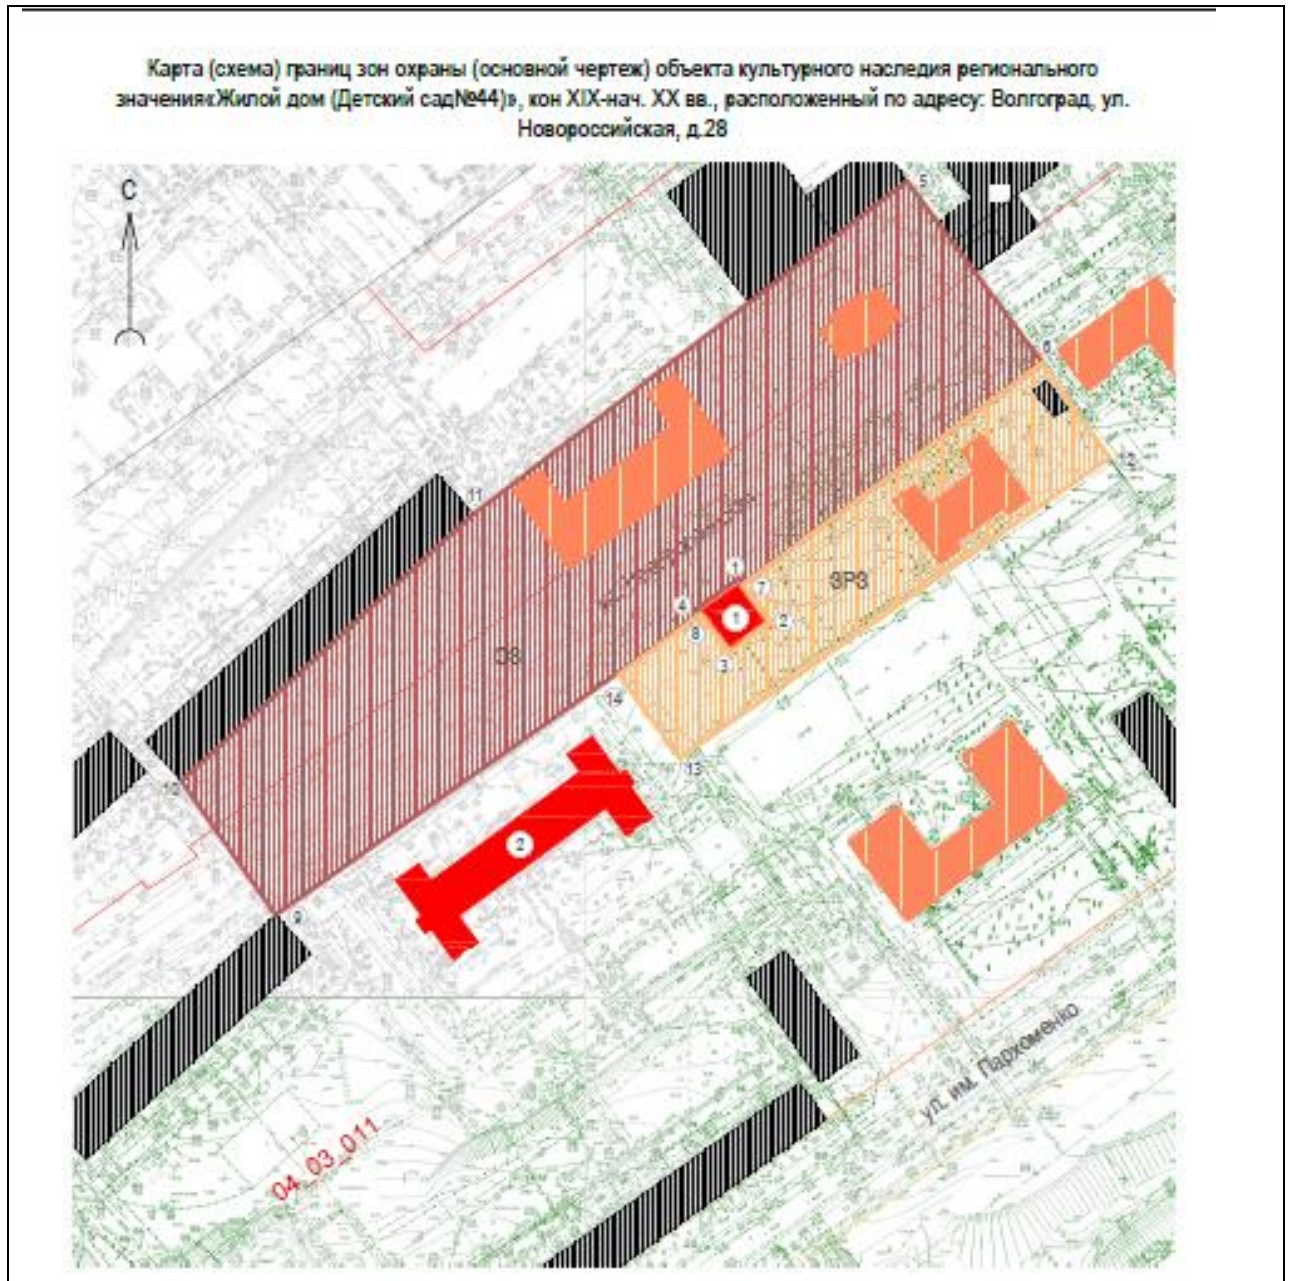 Карта (схема) границ зон охраны (основной чертеж) объекта культурного наследия регионального
значения«Жилой дом (Детский сад№44)», кон XIX-нач. XX вв., расположенный по адресу: Волгоград, ул.
Новороссийская, д.28
С
5
6
11
12
1
7
ЗРЗ
4
1
2
8
3
ОЗ
14
13
10
2
9
ул. им. Пархоменко
04_03_011